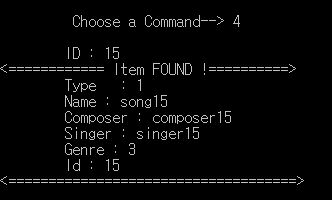 Choose a Command--> 4
ID : 15
<============ Item FOUND !==========>
Type   : 1
Name : song15
Composer : composer15
Singer : singer15
Genre : 3
Id : 15
<====================================>